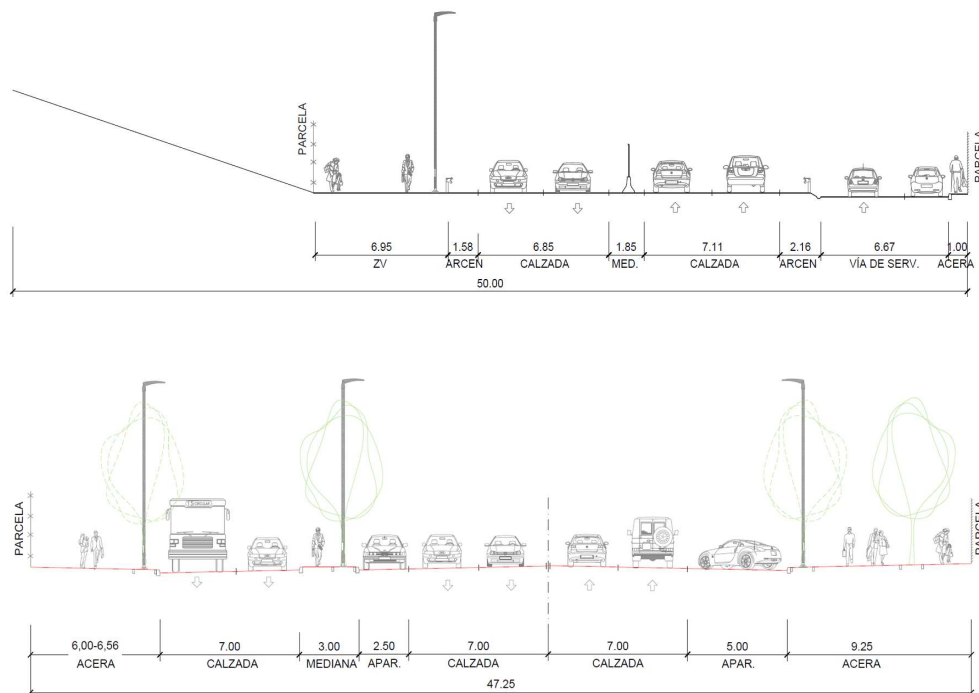 PARCELA
PARCELA
6.95 1.58 6.85 1.85 7.11 2.16 6.67 1.00
ZV ARCEN CALZADA MED. CALZADA ARCEN VÍA DE SERV. ACERA
50.00
PARCELA
PARCELA
6,00-6,56 7.00 3.00 2.50 7.00 7.00 5.00 9.25
ACERA CALZADA MEDIANA APAR. CALZADA CALZADA APAR. ACERA
47.25